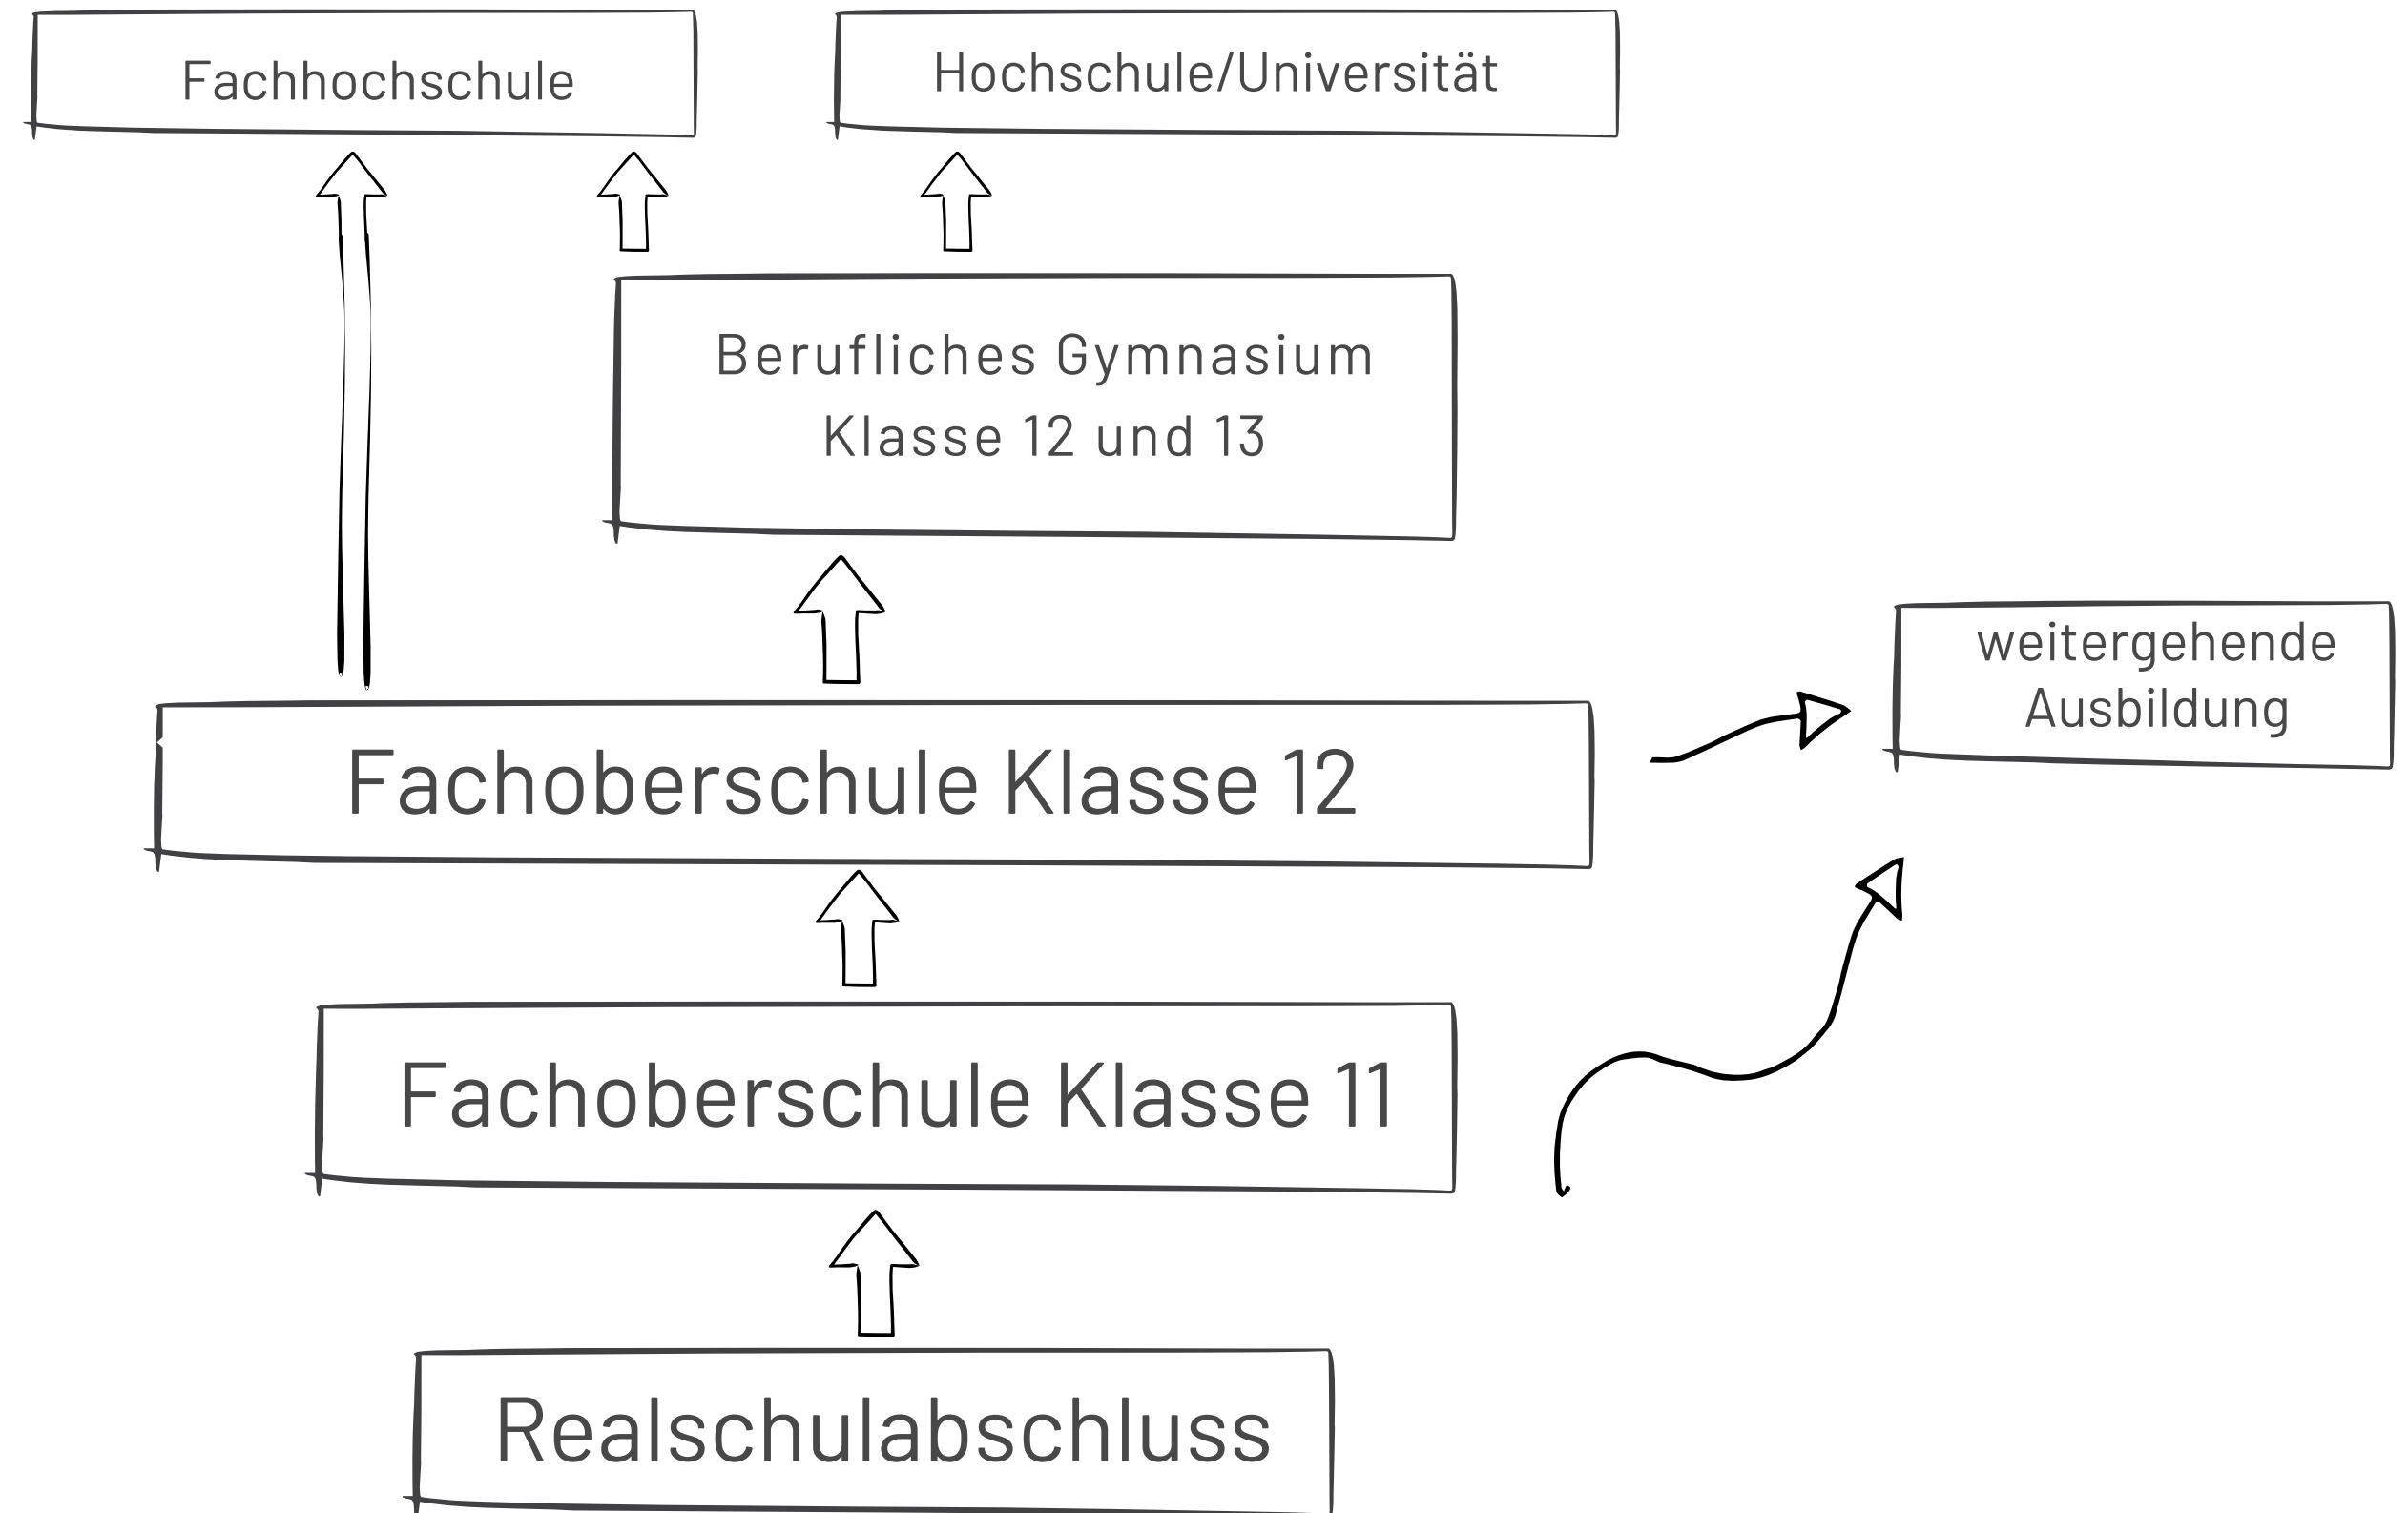 Fachhochschule
Hochschule/Universität
Berufliches Gymnasium
Klasse 12 und 13
weitergehende
Ausbildung
Fachoberschule Klasse 12
Fachoberschule Klasse 11
Realschulabschluss